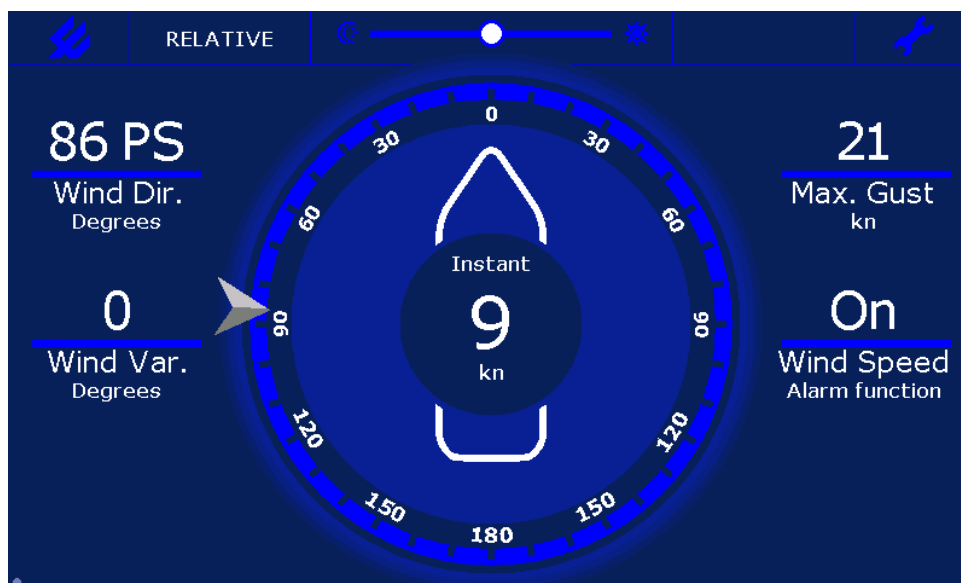 RELATIVE
86 PS
Wind Dir.
Degrees
0
Wind Var.
Degrees
0
30
60
90
120
150
180
150
120
90
60
30
Instant
9
kn
21
Max. Gust
kn
On
Wind Speed
Alarm function